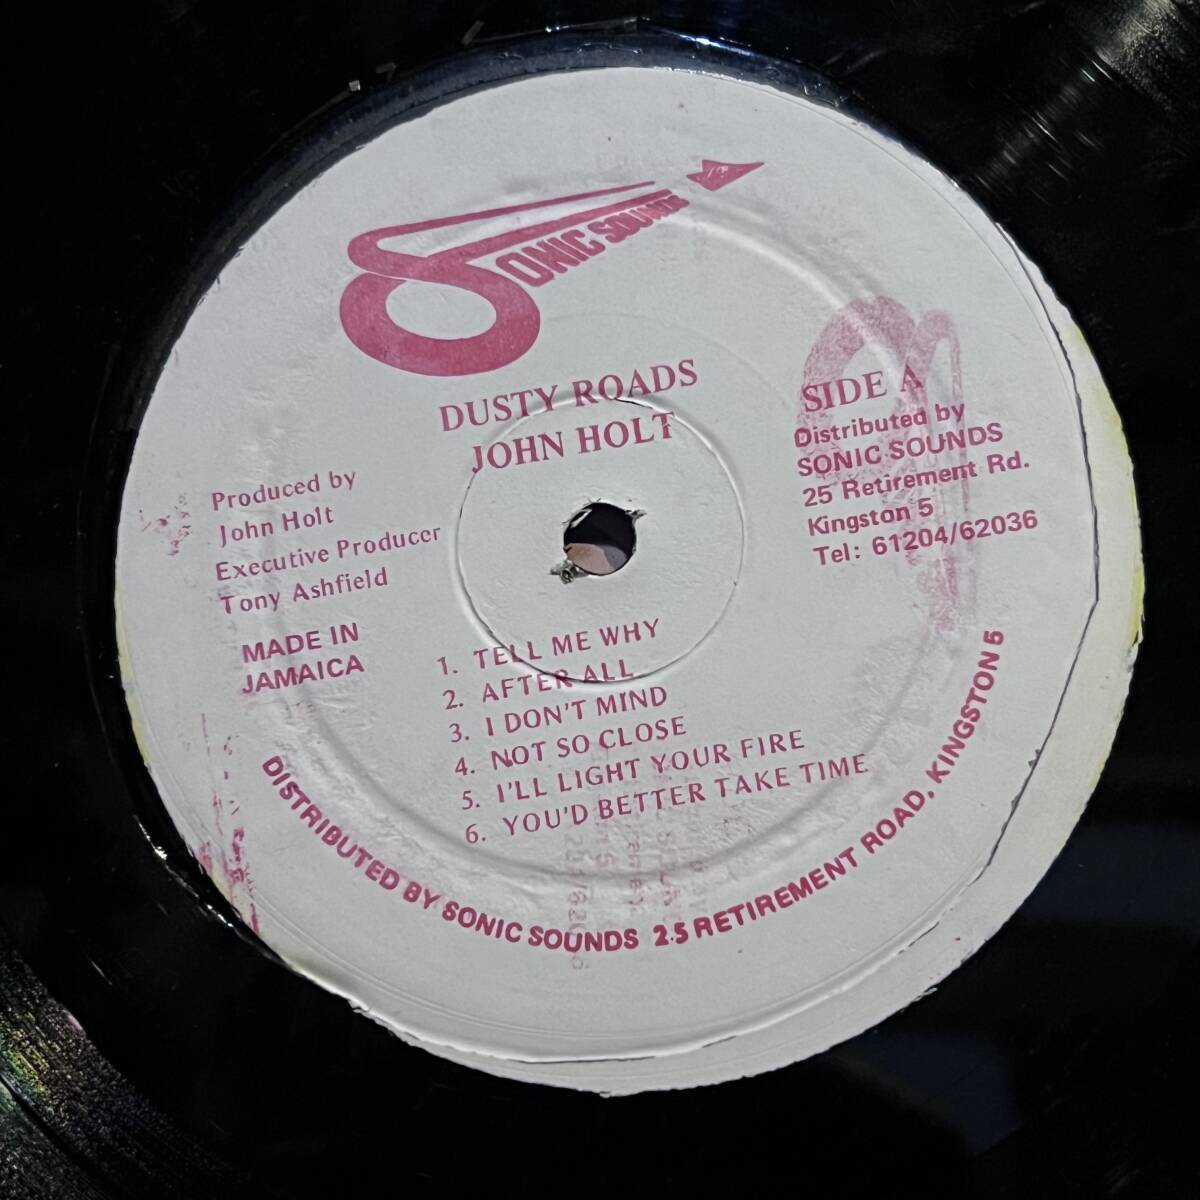 SONIC SOUNDS
DUSTY ROADS
JOHN HOLT
SIDE A
Distributed by
SONIC SOUNDS
25 Retirement Rd.
Kingston 5
Tel: 61204/62036
Produced by
John Holt
Executive Producer
Tony Ashfield
MADE IN
JAMAICA
1. TELL ME WHY
2. AFTER ALL
3. I DON'T MIND
4. NOT SO CLOSE
5. I'LL LIGHT YOUR FIRE
6. YOU'D BETTER TAKE TIME
DISTRIBUTED BY SONIC SOUNDS 2.5 RETIREMENT ROAD, KINGSTON 5